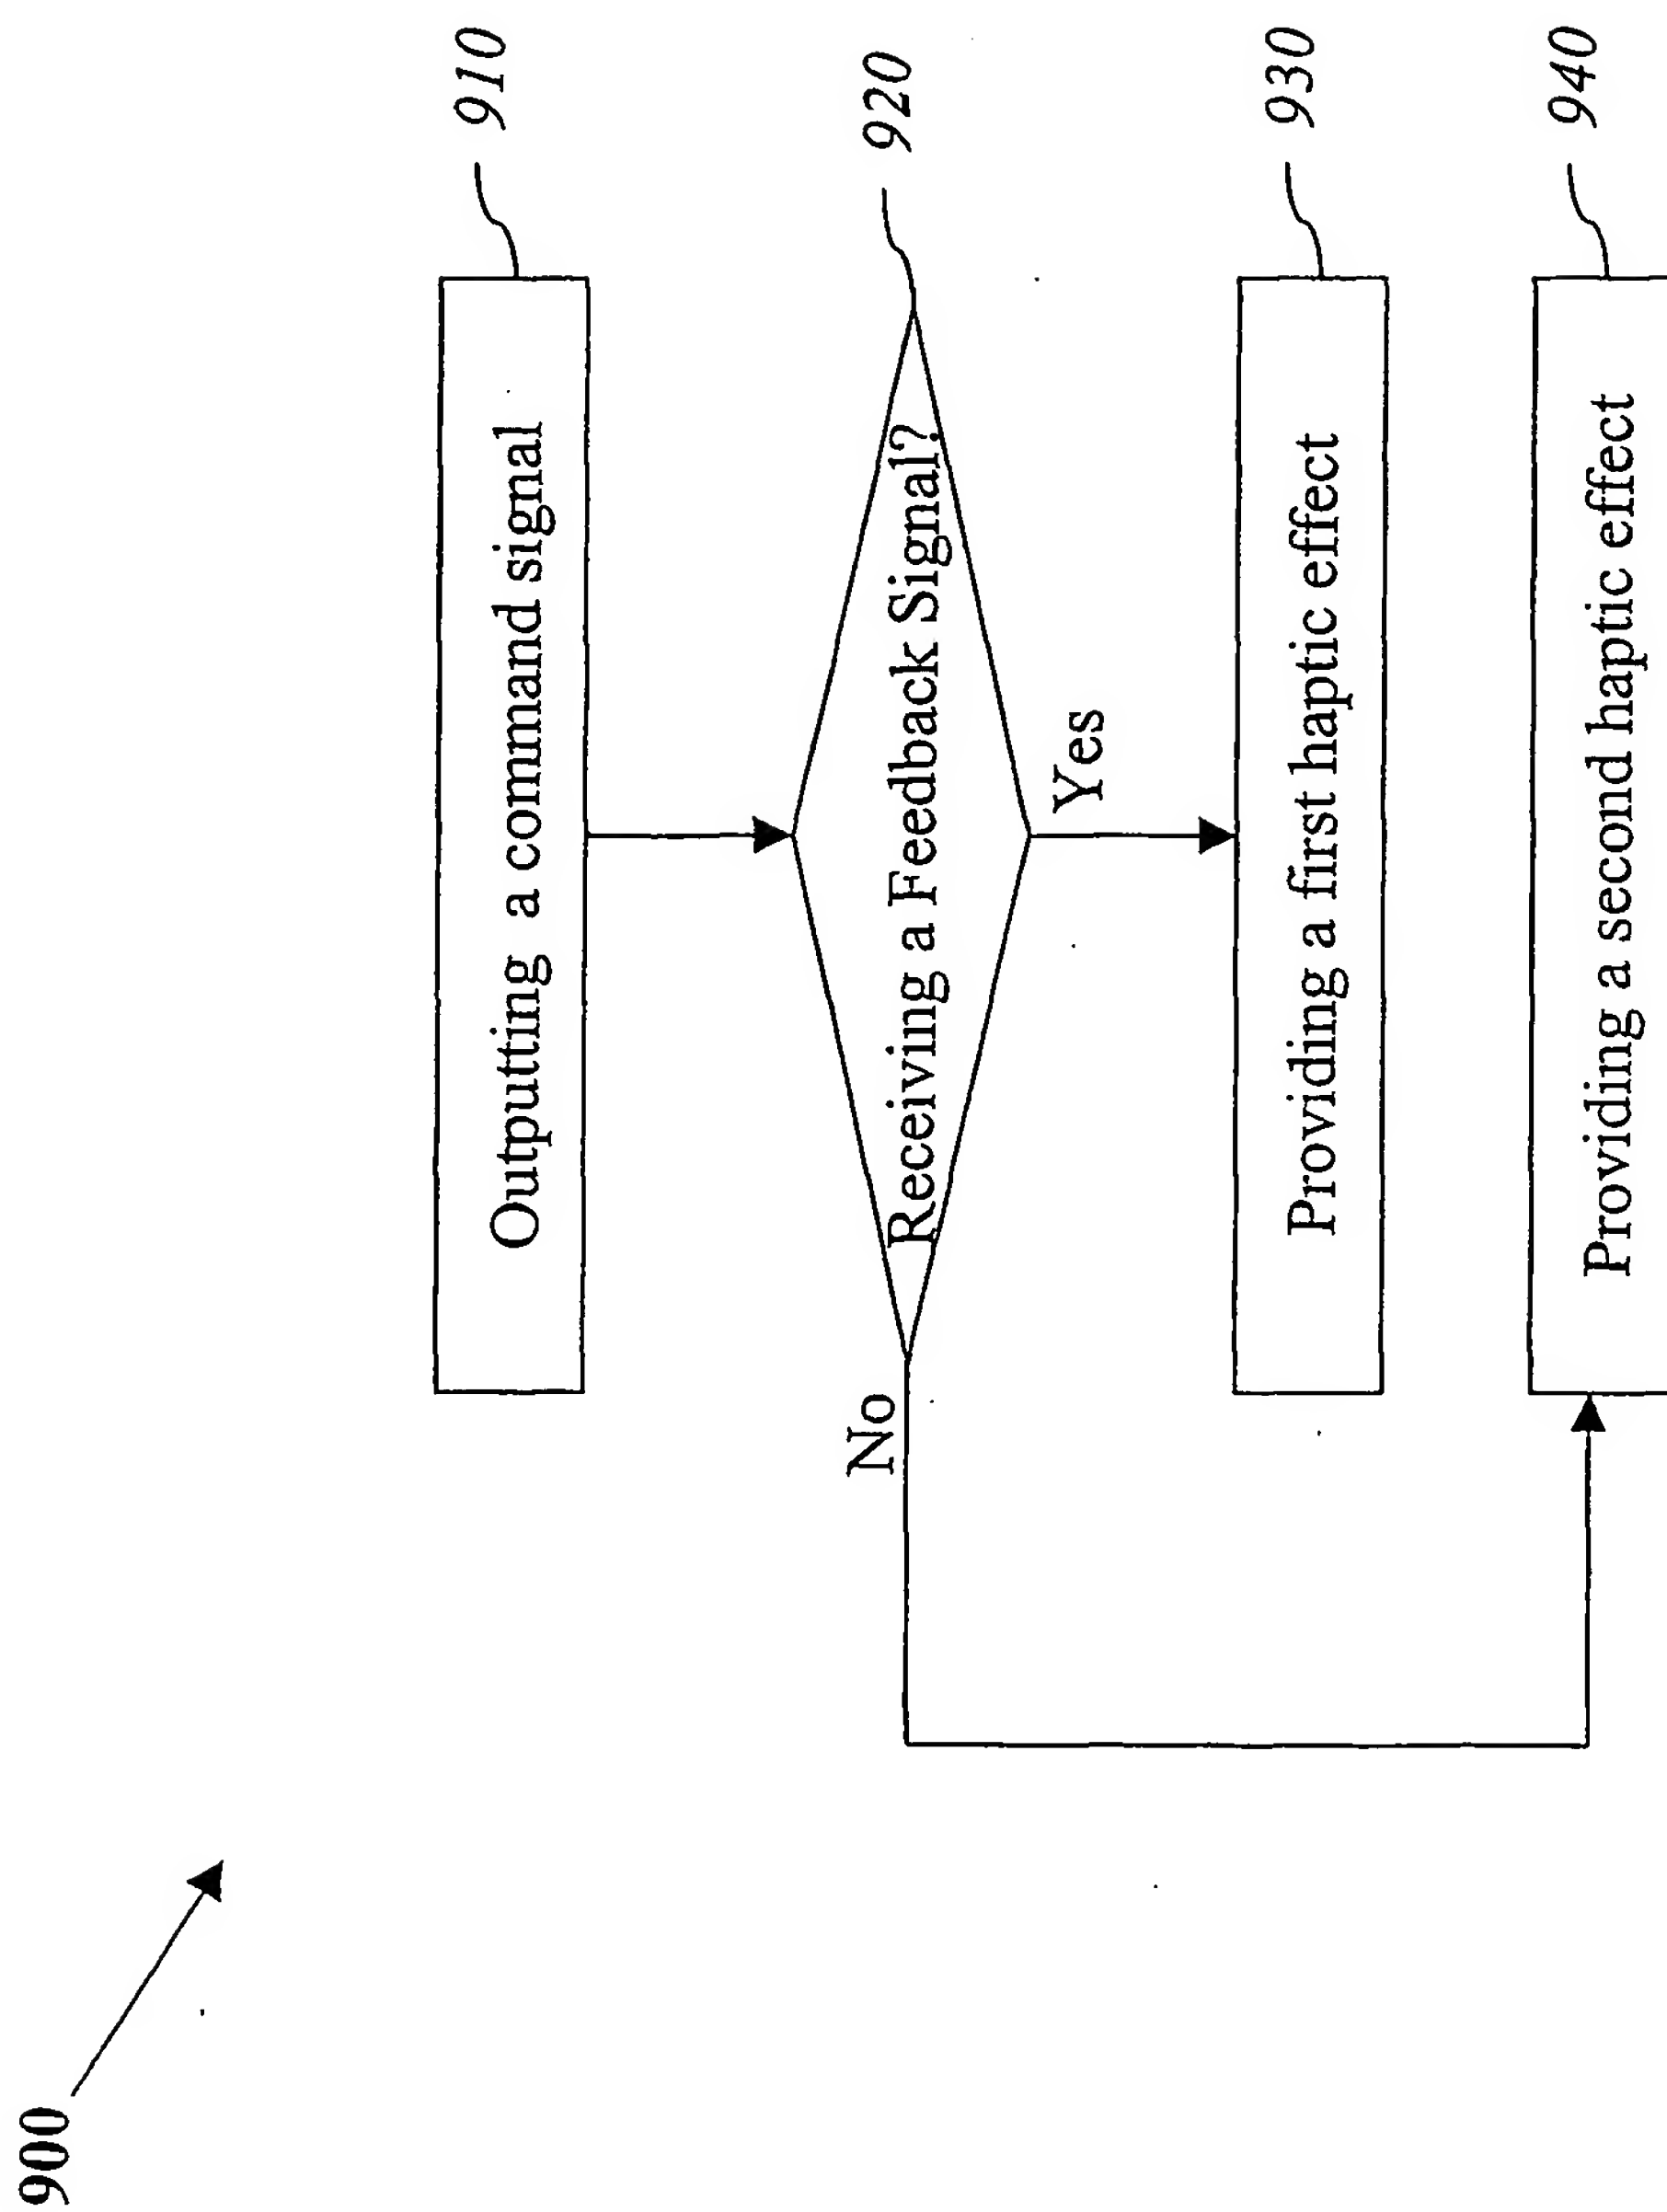 900
Outputting a command signal
910
Receiving a Feedback Signal?
920
No
Yes
Providing a first haptic effect
930
Providing a second haptic effect
940